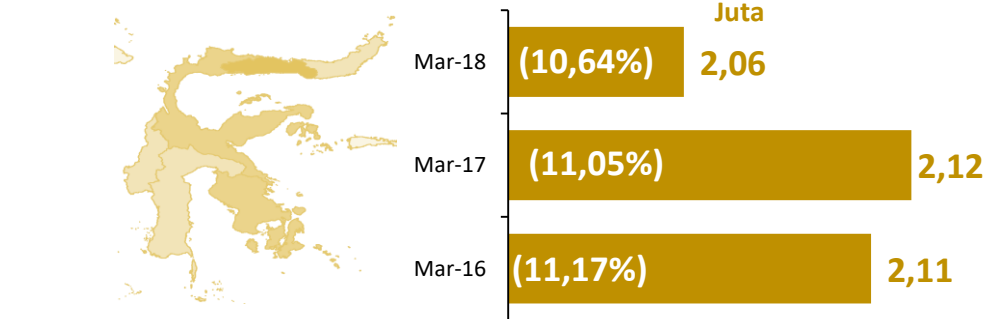 Juta
Mar-18 (10,64%) 2,06
Mar-17 (11,05%) 2,12
Mar-16 (11,17%) 2,11